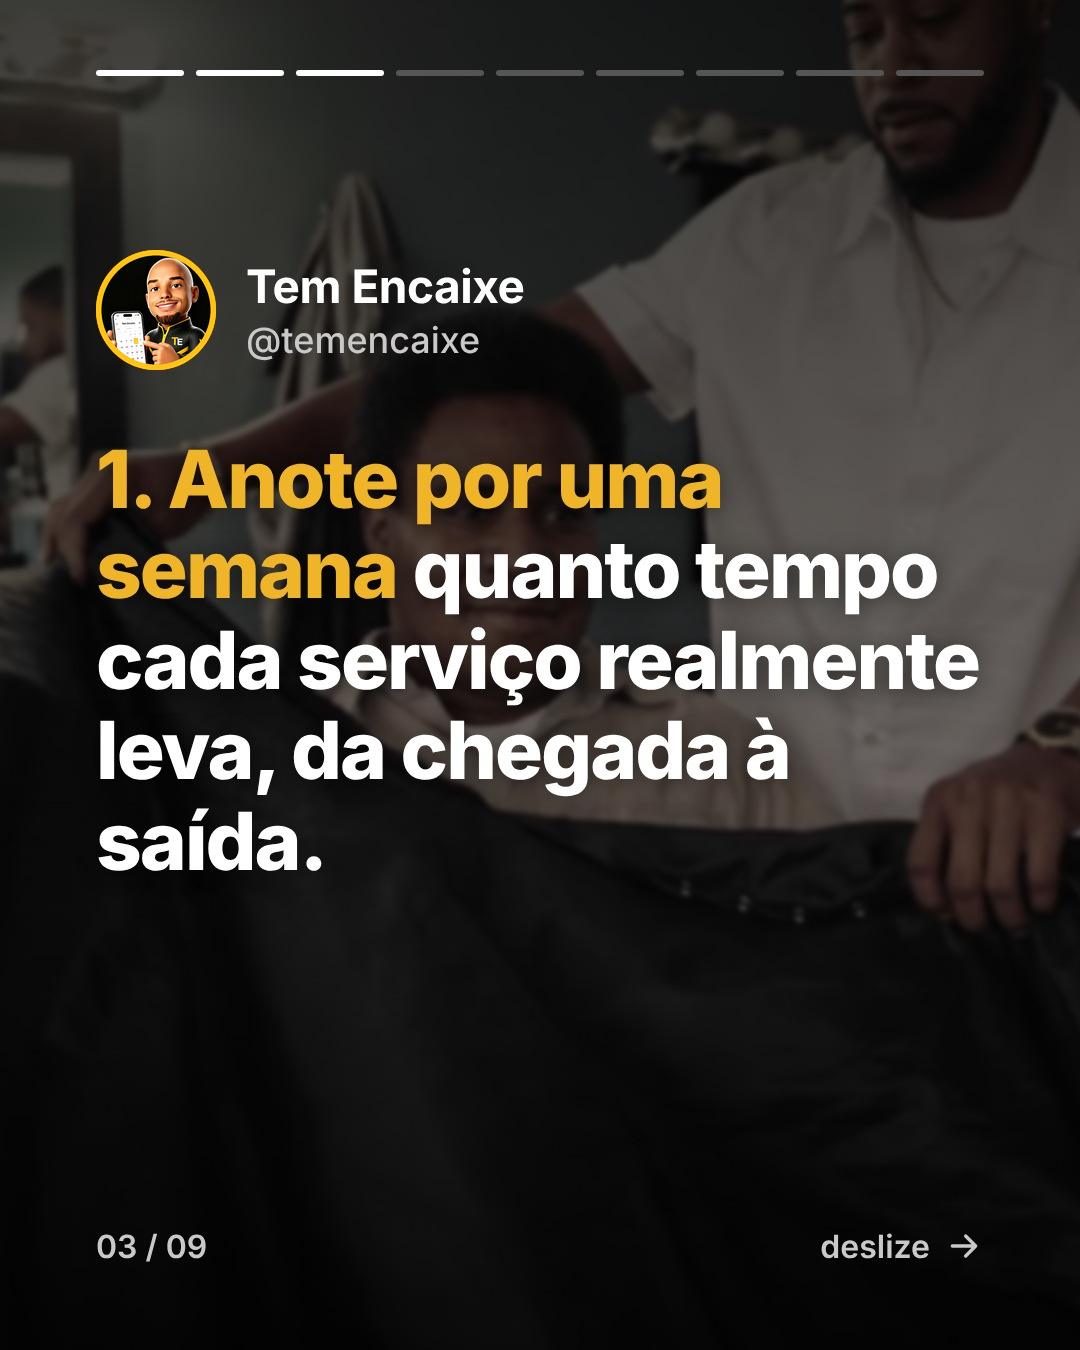 Tem Encaixe
@temencaixe
1. Anote por uma
semana quanto tempo
cada serviço realmente
leva, da chegada à
saída.
03 / 09
deslize →